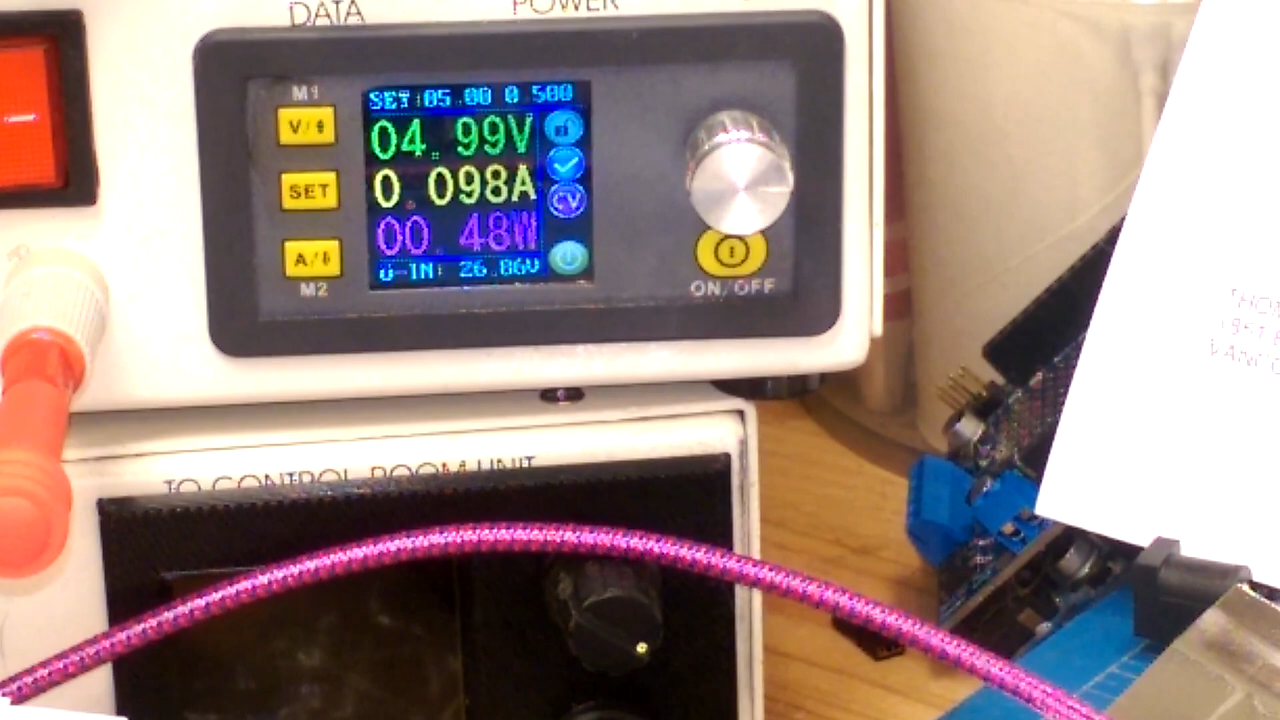 DATA
POWER
M1
V/⇞
SET
A/⇟
M2
SET:05.00 0.500
04.99V
0.098A
00.48W
U-IN: 26.86V
CV
ON/OFF
TO CONTROL ROOM UNIT